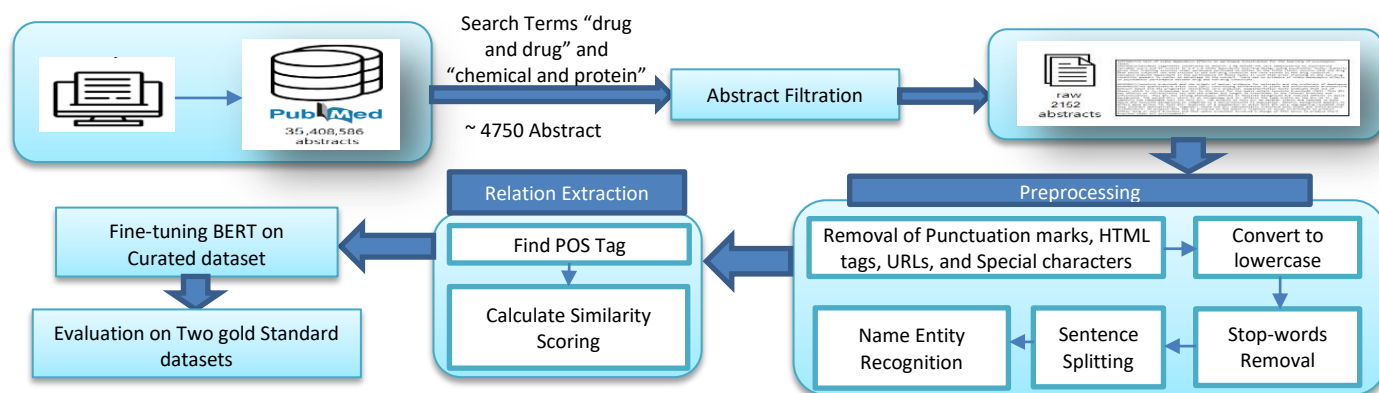 PubMed
35,408,586
abstracts
Search Terms “drug
and drug” and
“chemical and protein”
~ 4750 Abstract
Abstract Filtration
raw
2152
abstracts
Preprocessing
Removal of Punctuation marks, HTML
tags, URLs, and Special characters
Convert to
lowercase
Stop-words
Removal
Sentence
Splitting
Name Entity
Recognition
Relation Extraction
Find POS Tag
Calculate Similarity
Scoring
Fine-tuning BERT on
Curated dataset
Evaluation on Two gold Standard
datasets